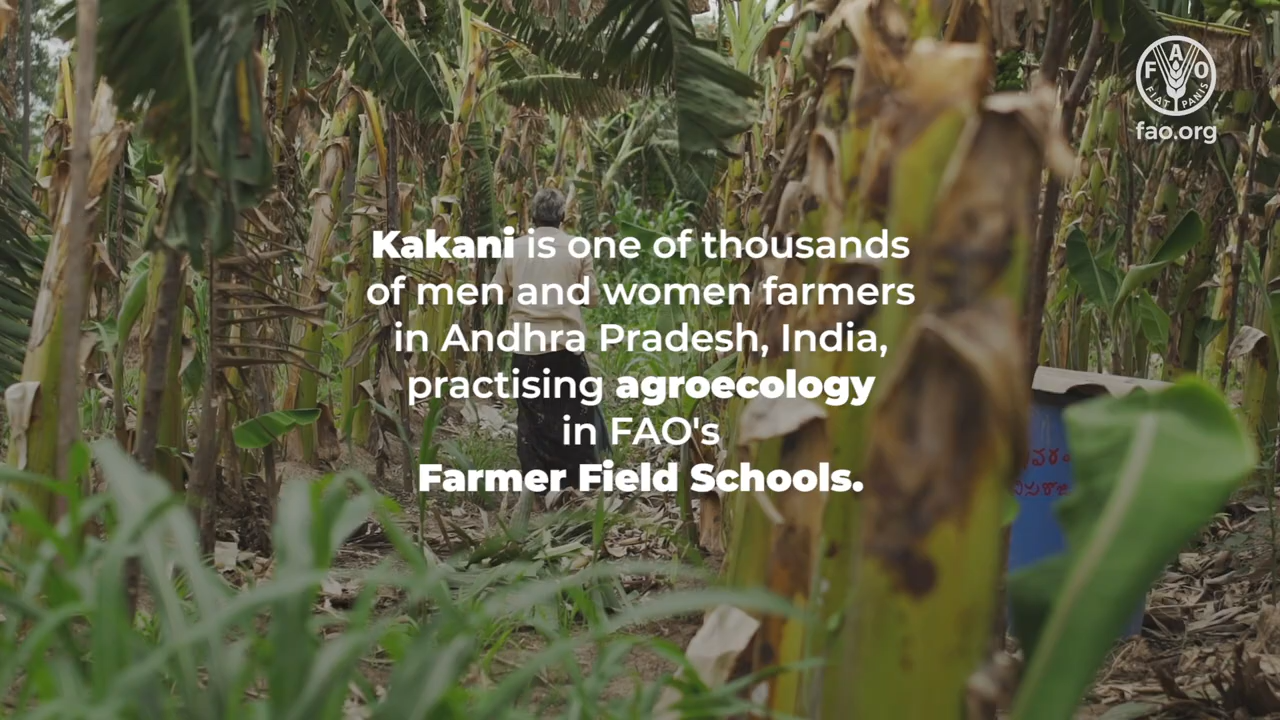 FAO
FIAT PANIS
fao.org
Kakani is one of thousands
of men and women farmers
in Andhra Pradesh, India,
practising agroecology
in FAO's
Farmer Field Schools.